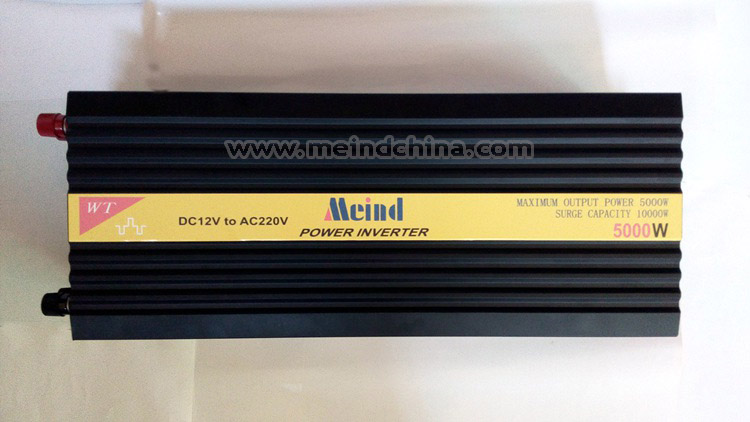 www.meindchina.com
WT
DC12V to AC220V
Meind
POWER INVERTER
MAXIMUM OUTPUT POWER 5000W
SURGE CAPACITY 10000W
5000W